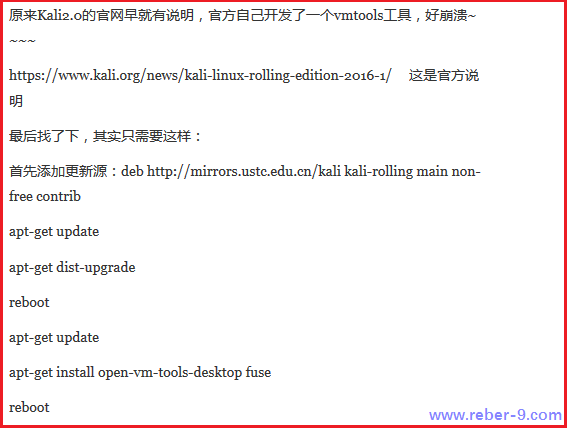 原来Kali2.0的官网早就有说明，官方自己开发了一个vmtools工具，好崩溃~
~~~
https://www.kali.org/news/kali-linux-rolling-edition-2016-1/ 这是官方说
明
最后找了下，其实只需要这样：
首先添加更新源：deb http://mirrors.ustc.edu.cn/kali kali-rolling main non-
free contrib
apt-get update
apt-get dist-upgrade
reboot
apt-get update
apt-get install open-vm-tools-desktop fuse
reboot
www.reber-9.com